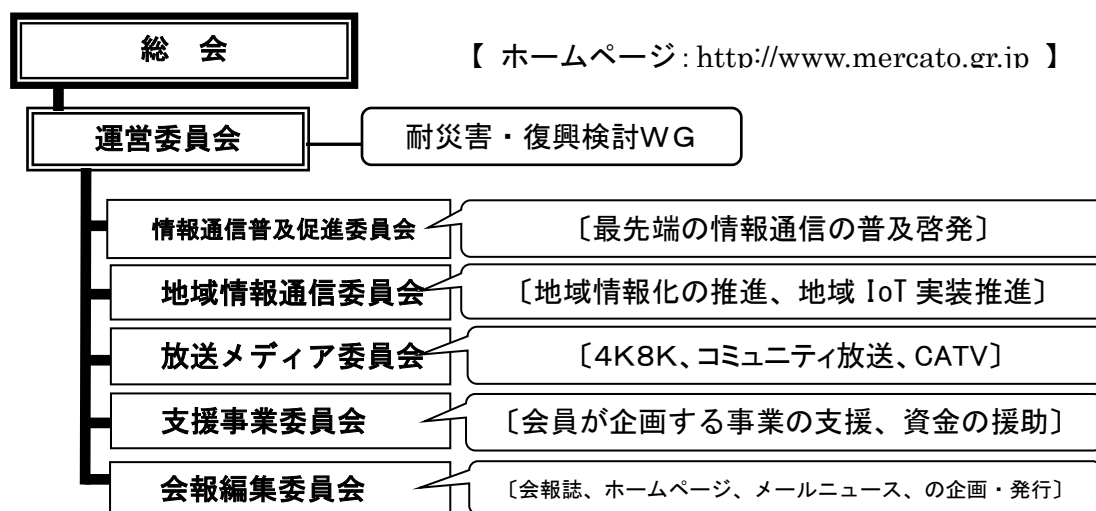 総 会
【 ホームページ：http://www.mercato.gr.jp 】
運営委員会
耐災害・復興検討ＷＧ
情報通信普及促進委員会
〔最先端の情報通信の普及啓発〕
地域情報通信委員会
〔地域情報化の推進、地域 IoT 実装推進〕
放送メディア委員会
〔４Ｋ８Ｋ、コミュニティ放送、CATV〕
支援事業委員会
〔会員が企画する事業の支援、資金の援助〕
会報編集委員会
〔会報誌、ホームページ、メールニュース、の企画・発行〕